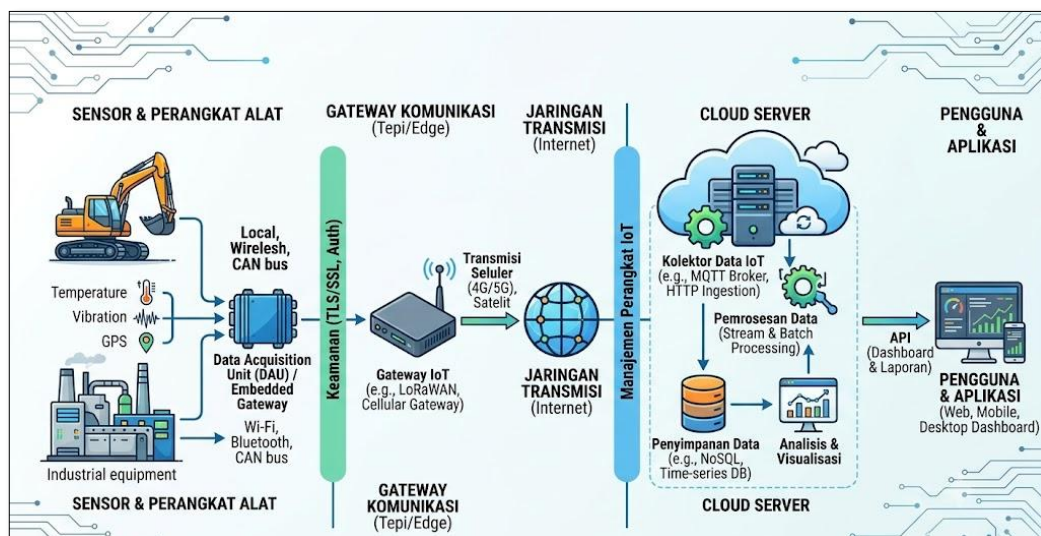 SENSOR & PERANGKAT ALAT
Local,
Wirelesh,
CAN bus
Temperature
Vibration
GPS
Data Acquisition
Unit (DAU) /
Embedded
Gateway
Wi-Fi,
Bluetooth,
CAN bus
Industrial equipment
SENSOR & PERANGKAT ALAT
Keamanan (TLS/SSL, Auth)
GATEWAY KOMUNIKASI
(Tepi/Edge)
Gateway IoT
(e.g., LoRaWAN,
Cellular Gateway)
Transmisi
Seluler
(4G/5G),
Satelit
GATEWAY
KOMUNIKASI
(Tepi/Edge)
JARINGAN
TRANSMISI
(Internet)
JARINGAN
TRANSMISI
(Internet)
Manajemen Perangkat IoT
CLOUD SERVER
Kolektor Data IoT
(e.g., MQTT Broker,
HTTP Ingestion)
Pemrosesan Data
(Stream & Batch
Processing)
Penyimpanan Data
(e.g., NoSQL,
Time-series DB)
Analisis &
Visualisasi
CLOUD SERVER
API
(Dashboard
& Laporan)
PENGGUNA
&
APLIKASI
PENGGUNA
& APLIKASI
(Web, Mobile,
Desktop Dashboard)